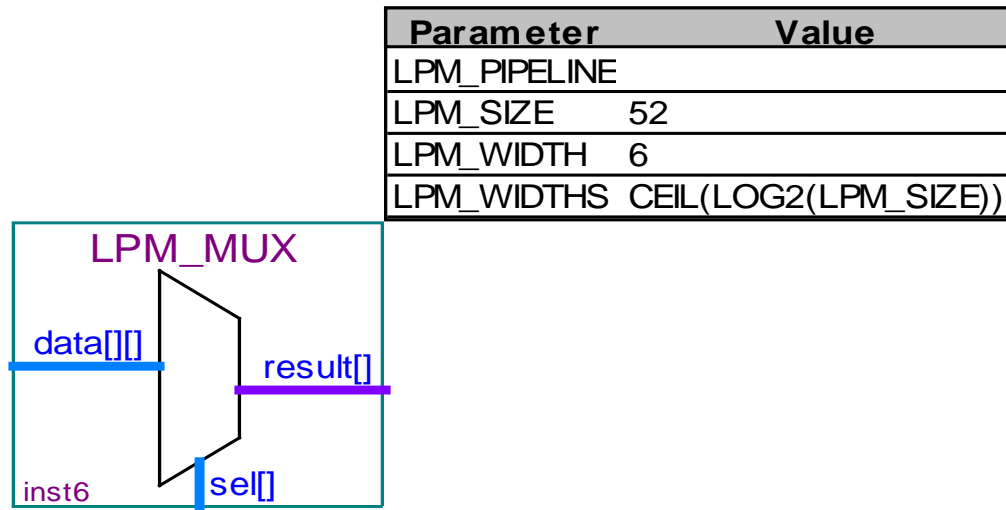 Parameter Value
LPM_PIPELINE
LPM_SIZE 52
LPM_WIDTH 6
LPM_WIDTHS CEIL(LOG2(LPM_SIZE))
LPM_MUX
data[][]
result[]
sel[]
inst6